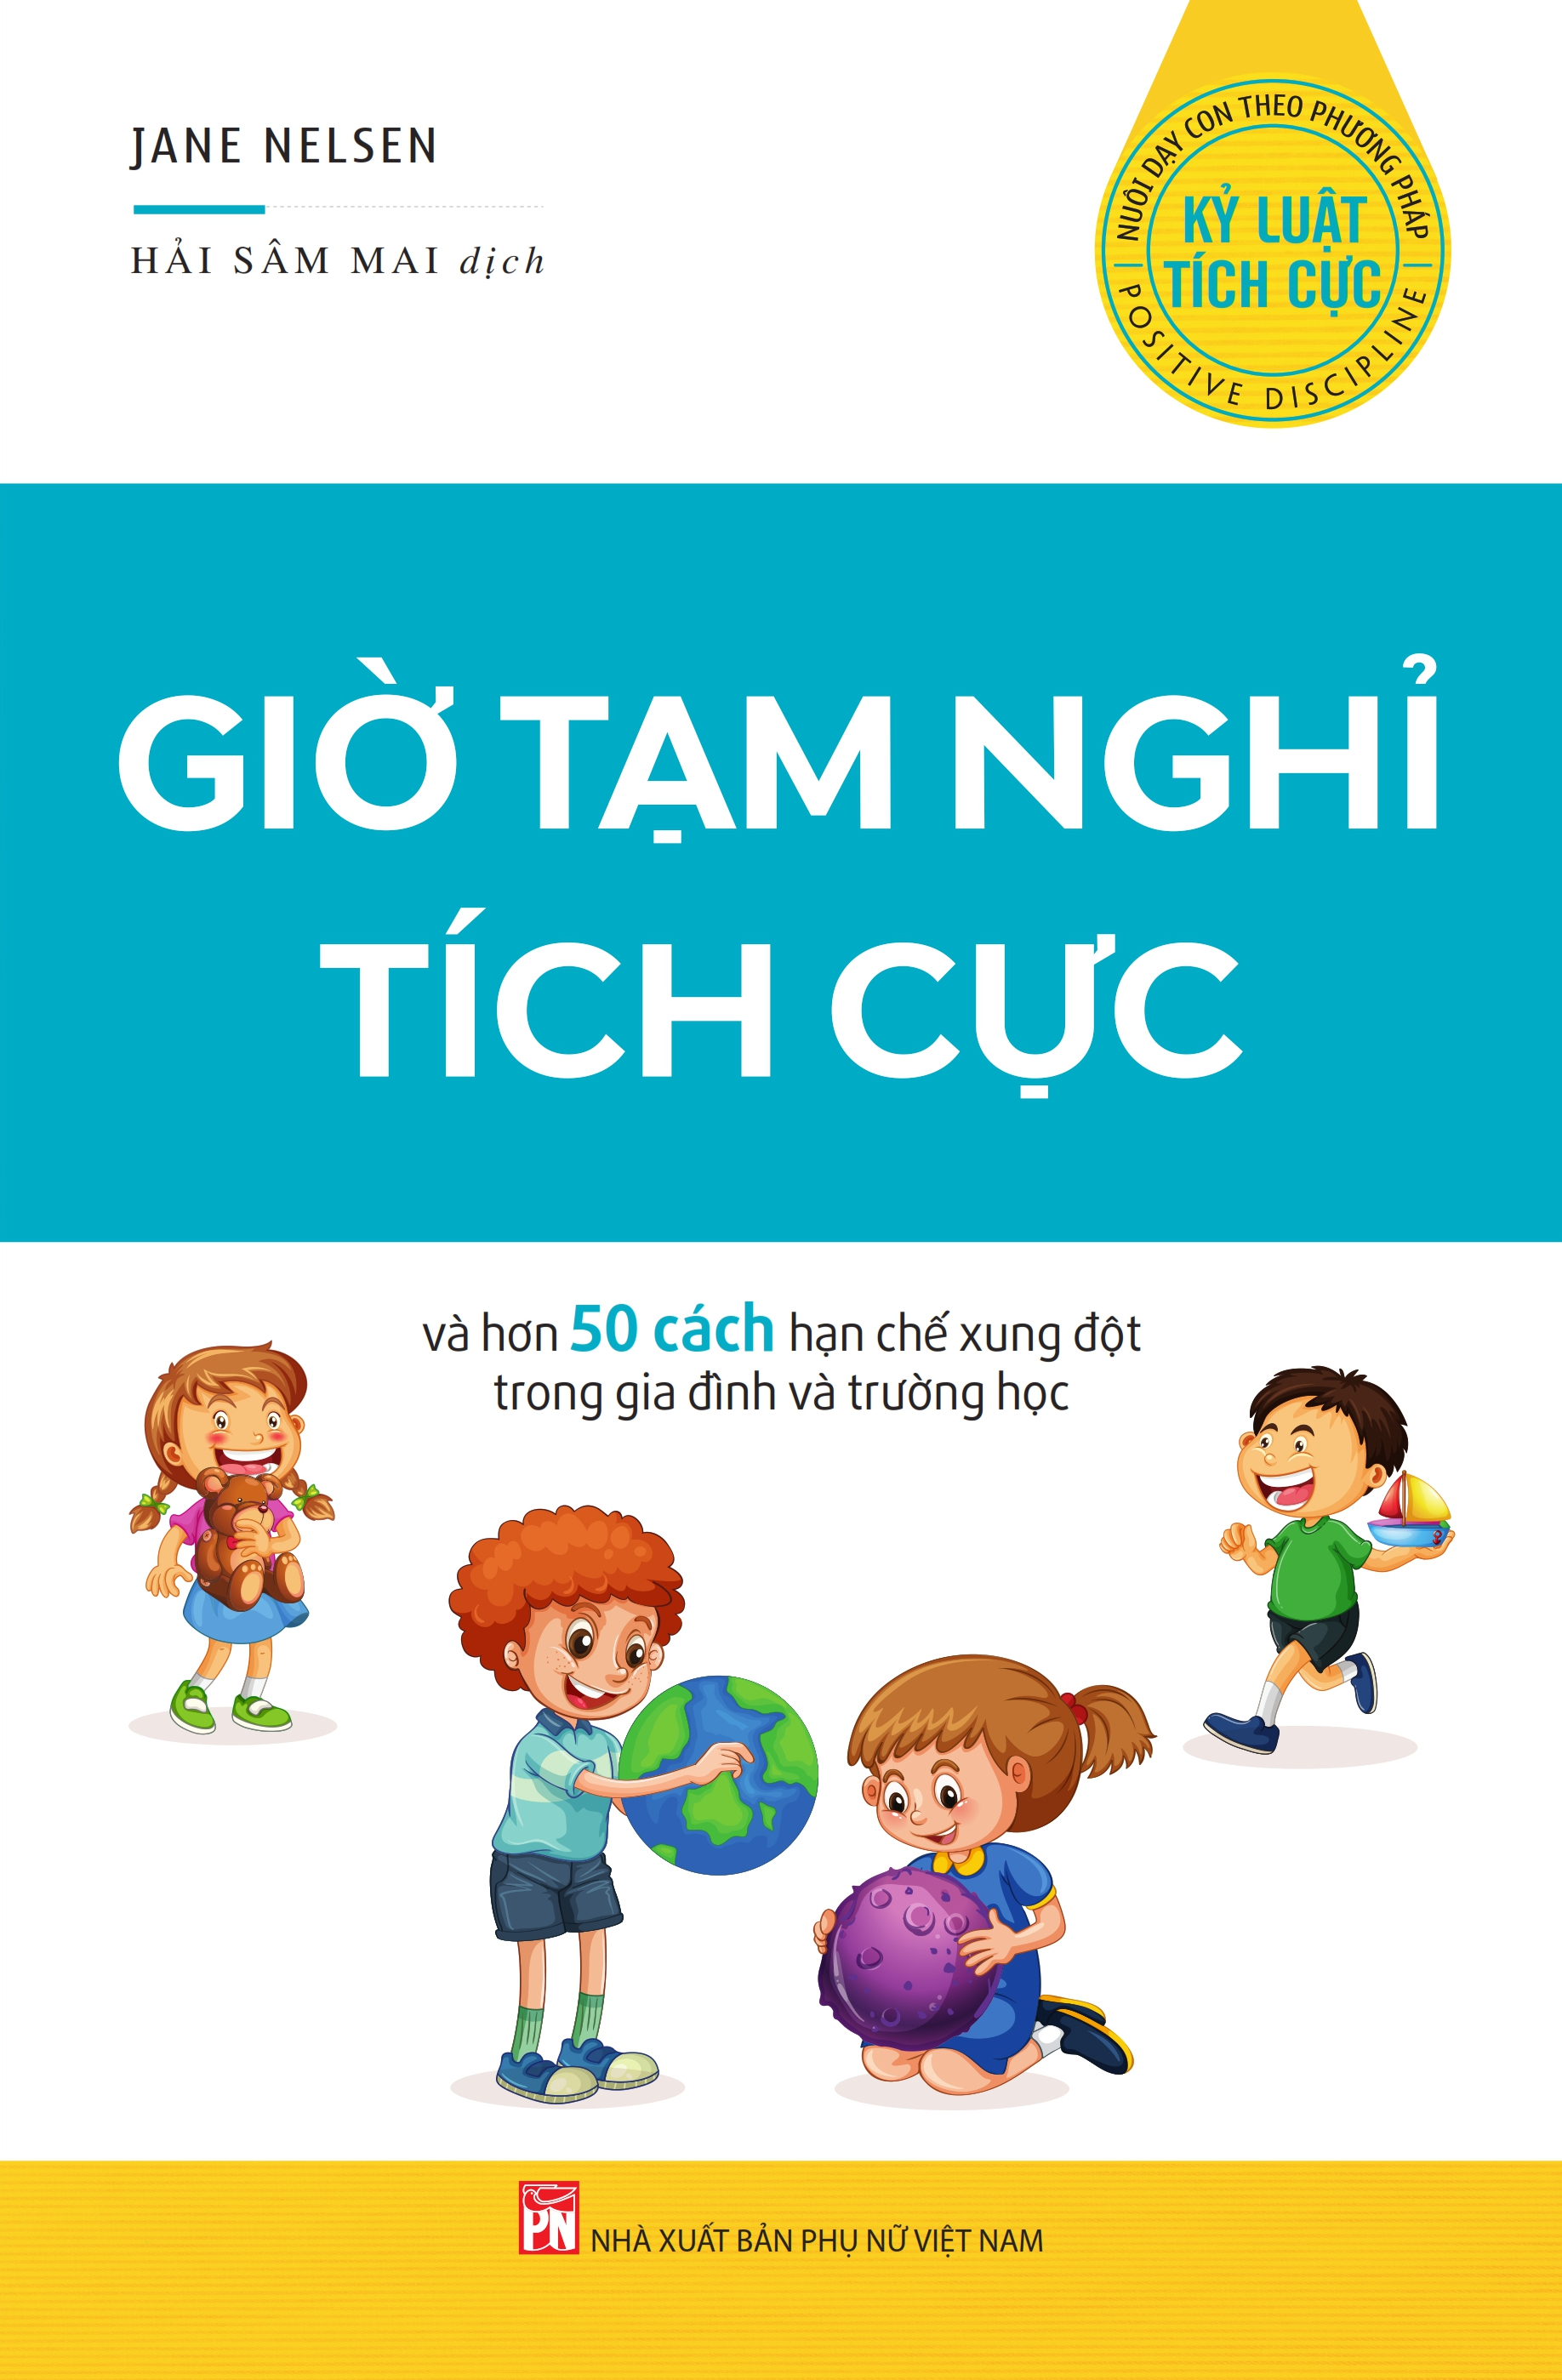 JANE NELSEN
HẢI SÂM MAI dịch
NUÔI DẠY CON THEO PHƯƠNG PHÁP
KỶ LUẬT
TÍCH CỰC
POSITIVE DISCIPLINE
GIỜ TẠM NGHỈ
TÍCH CỰC
và hơn 50 cách hạn chế xung đột
trong gia đình và trường học
PN
NHÀ XUẤT BẢN PHỤ NỮ VIỆT NAM